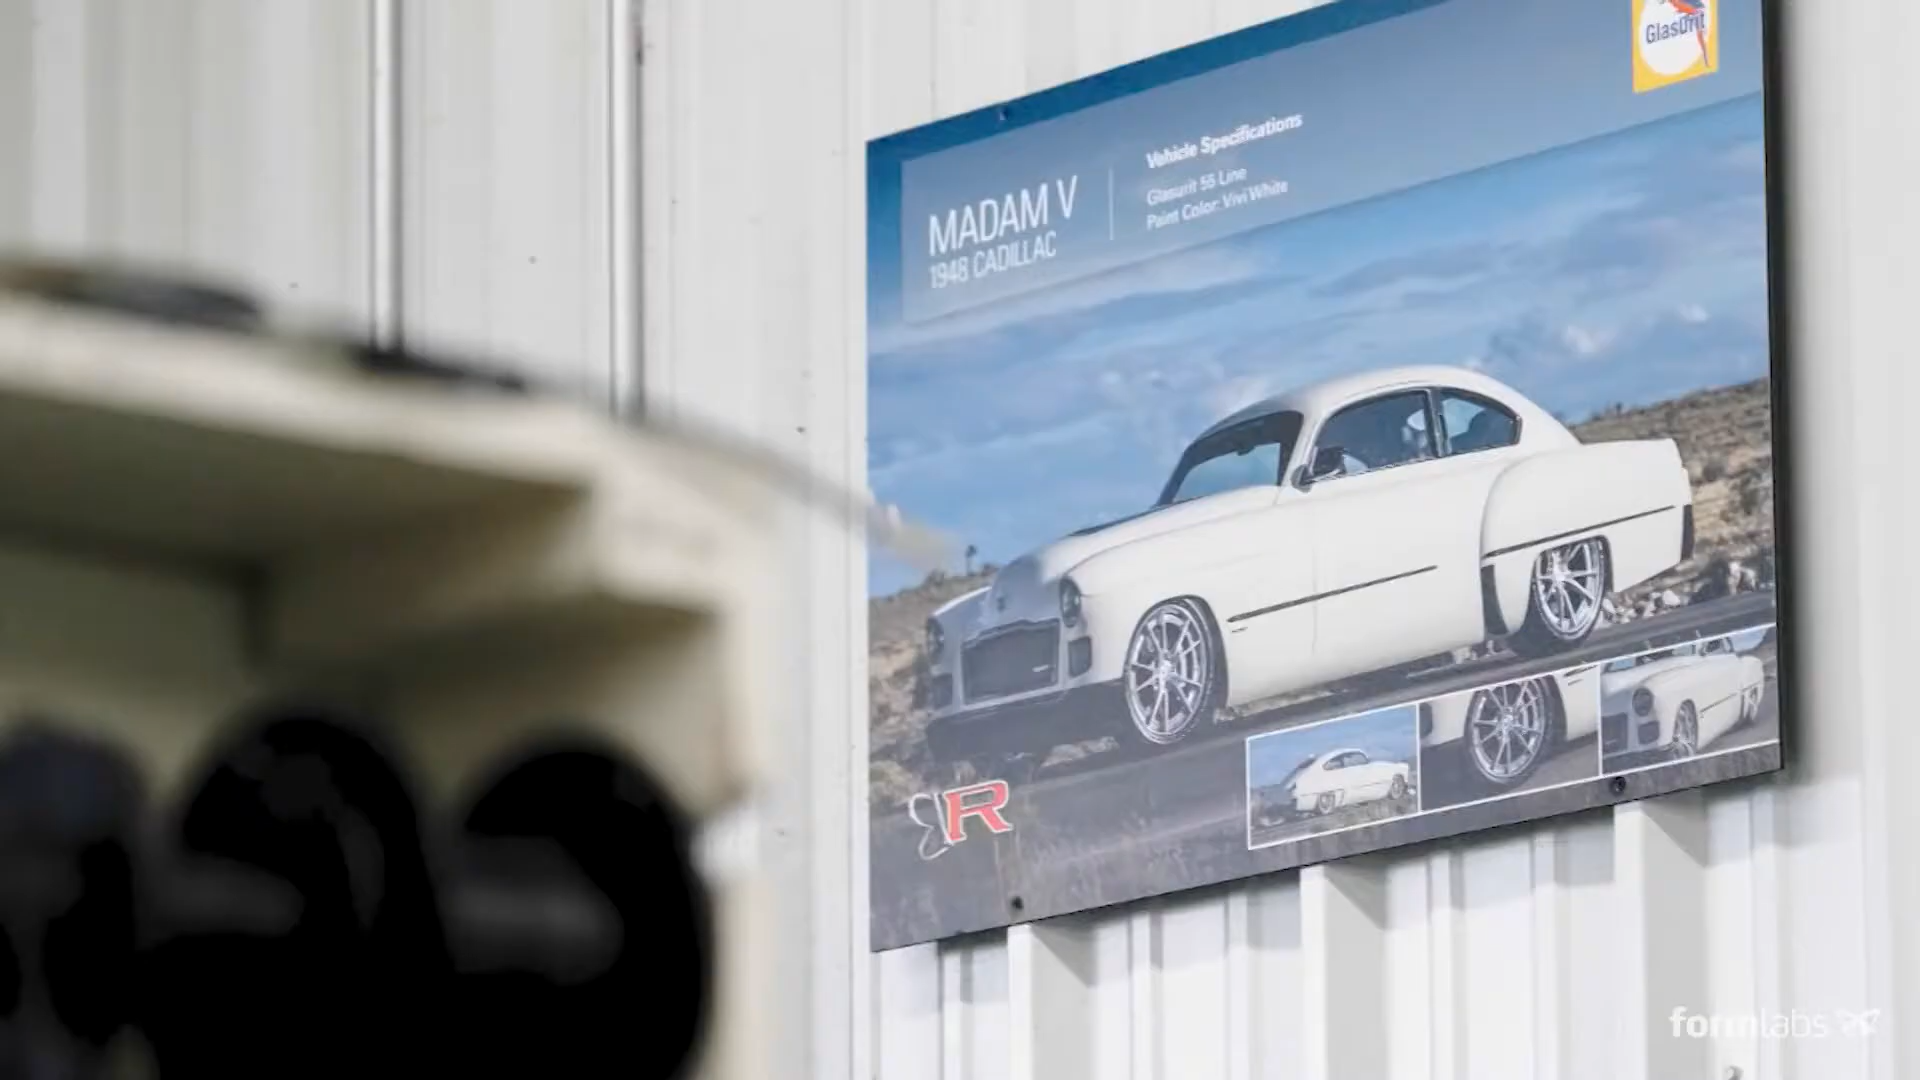 Glasurit
Vehicle Specifications
MADAM V
Glasurit 55 Line
1948 CADILLAC
Paint Color: Vivi White
R
formlabs